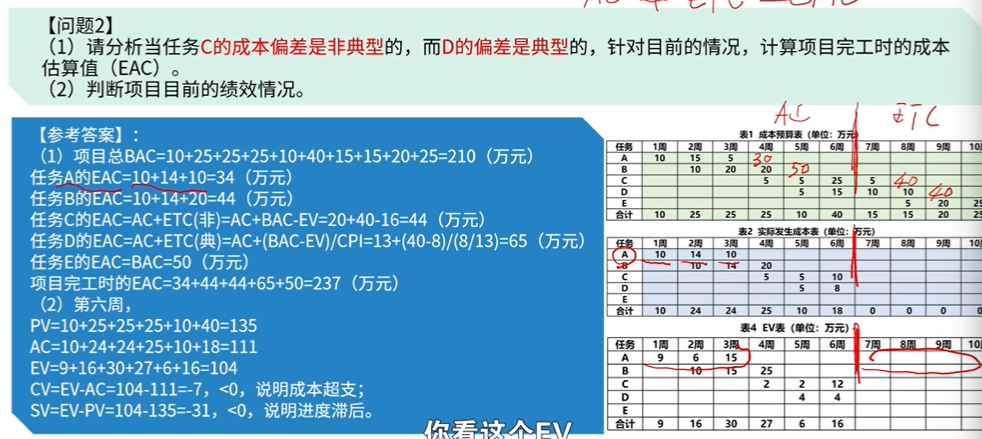 AC + ETC = EAC
【问题2】
（1）请分析当任务C的成本偏差是非典型的，而D的偏差是典型的，针对目前的情况，计算项目完工时的成本
估算值（EAC）。
（2）判断项目目前的绩效情况。
【参考答案】：
（1）项目总BAC=10+25+25+25+10+40+15+15+20+25=210（万元）
任务A的EAC=10+14+10=34（万元）
任务B的EAC=10+14+20=44（万元）
任务C的EAC=AC+ETC(非)=AC+BAC-EV=20+40-16=44（万元）
任务D的EAC=AC+ETC(典)=AC+(BAC-EV)/CPI=13+(40-8)/(8/13)=65（万元）
任务E的EAC=BAC=50（万元）
项目完工时的EAC=34+44+44+65+50=237（万元）
（2）第六周，
PV=10+25+25+25+10+40=135
AC=10+24+24+25+10+18=111
EV=9+16+30+27+6+16=104
CV=EV-AC=104-111=-7，<0，说明成本超支；
SV=EV-PV=104-135=-31，<0，说明进度滞后。
AC ETC
表1 成本预算表（单位：万元）
任务 1周 2周 3周 4周 5周 6周 7周 8周 9周 10
A 10 15 5 30
B 10 20 20 50
C 5 5 25 5 40
D 5 15 10 10 40
E 5 20 25
合计 10 25 25 25 10 40 15 15 20 25
表2 实际发生成本表（单位：万元）
任务 1周 2周 3周 4周 5周 6周 7周 8周 9周 10
A 10 14 10
B 10 14 20
C 5 5 10
D 5 8
E
合计 10 24 24 25 10 18 0 0 0 0
表4 EV表（单位：万元）
任务 1周 2周 3周 4周 5周 6周 7周 8周 9周 10
A 9 6 15
B 10 15 25
C 2 2 12
D 4 4
E
合计 9 16 30 27 6 16
你看这个EV